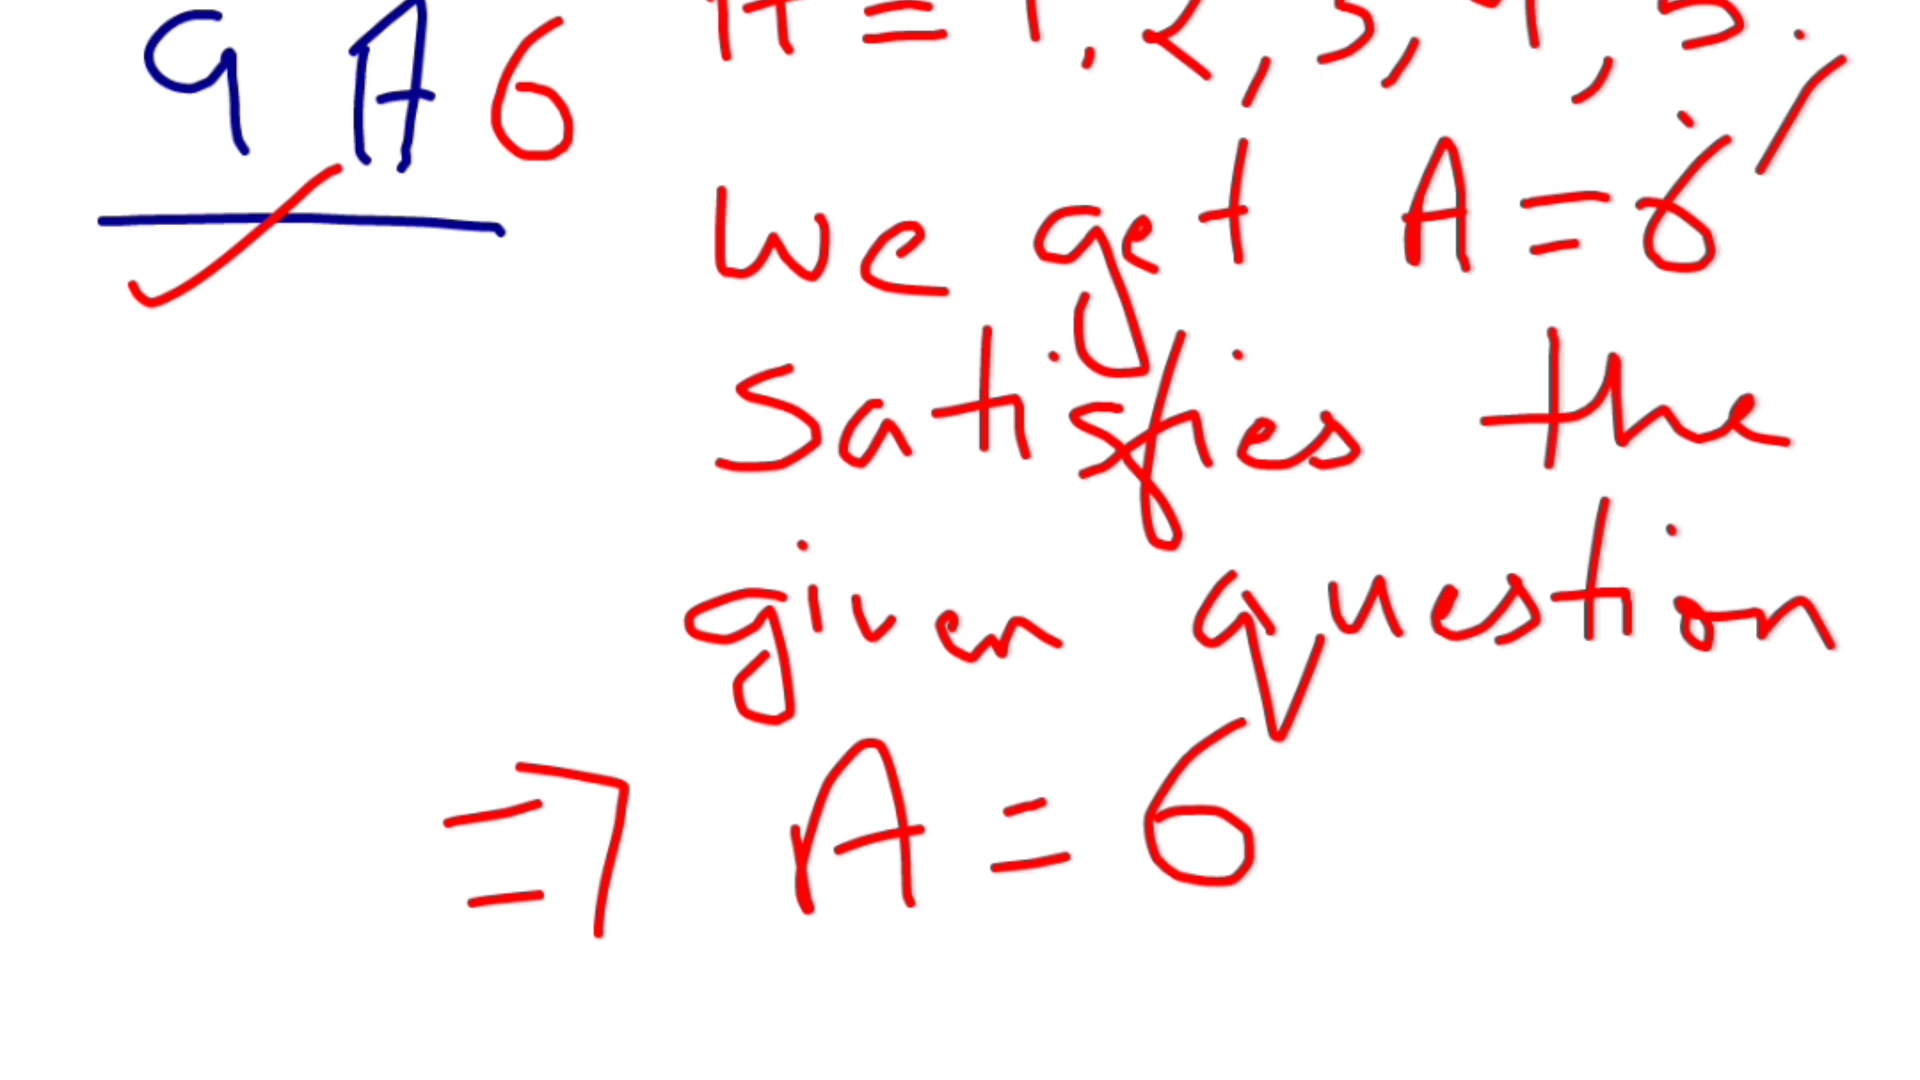 9 A 6
A = 1, 2, 3, 4, 5...
we get A = 6
satisfies the
given question
⇒ A = 6